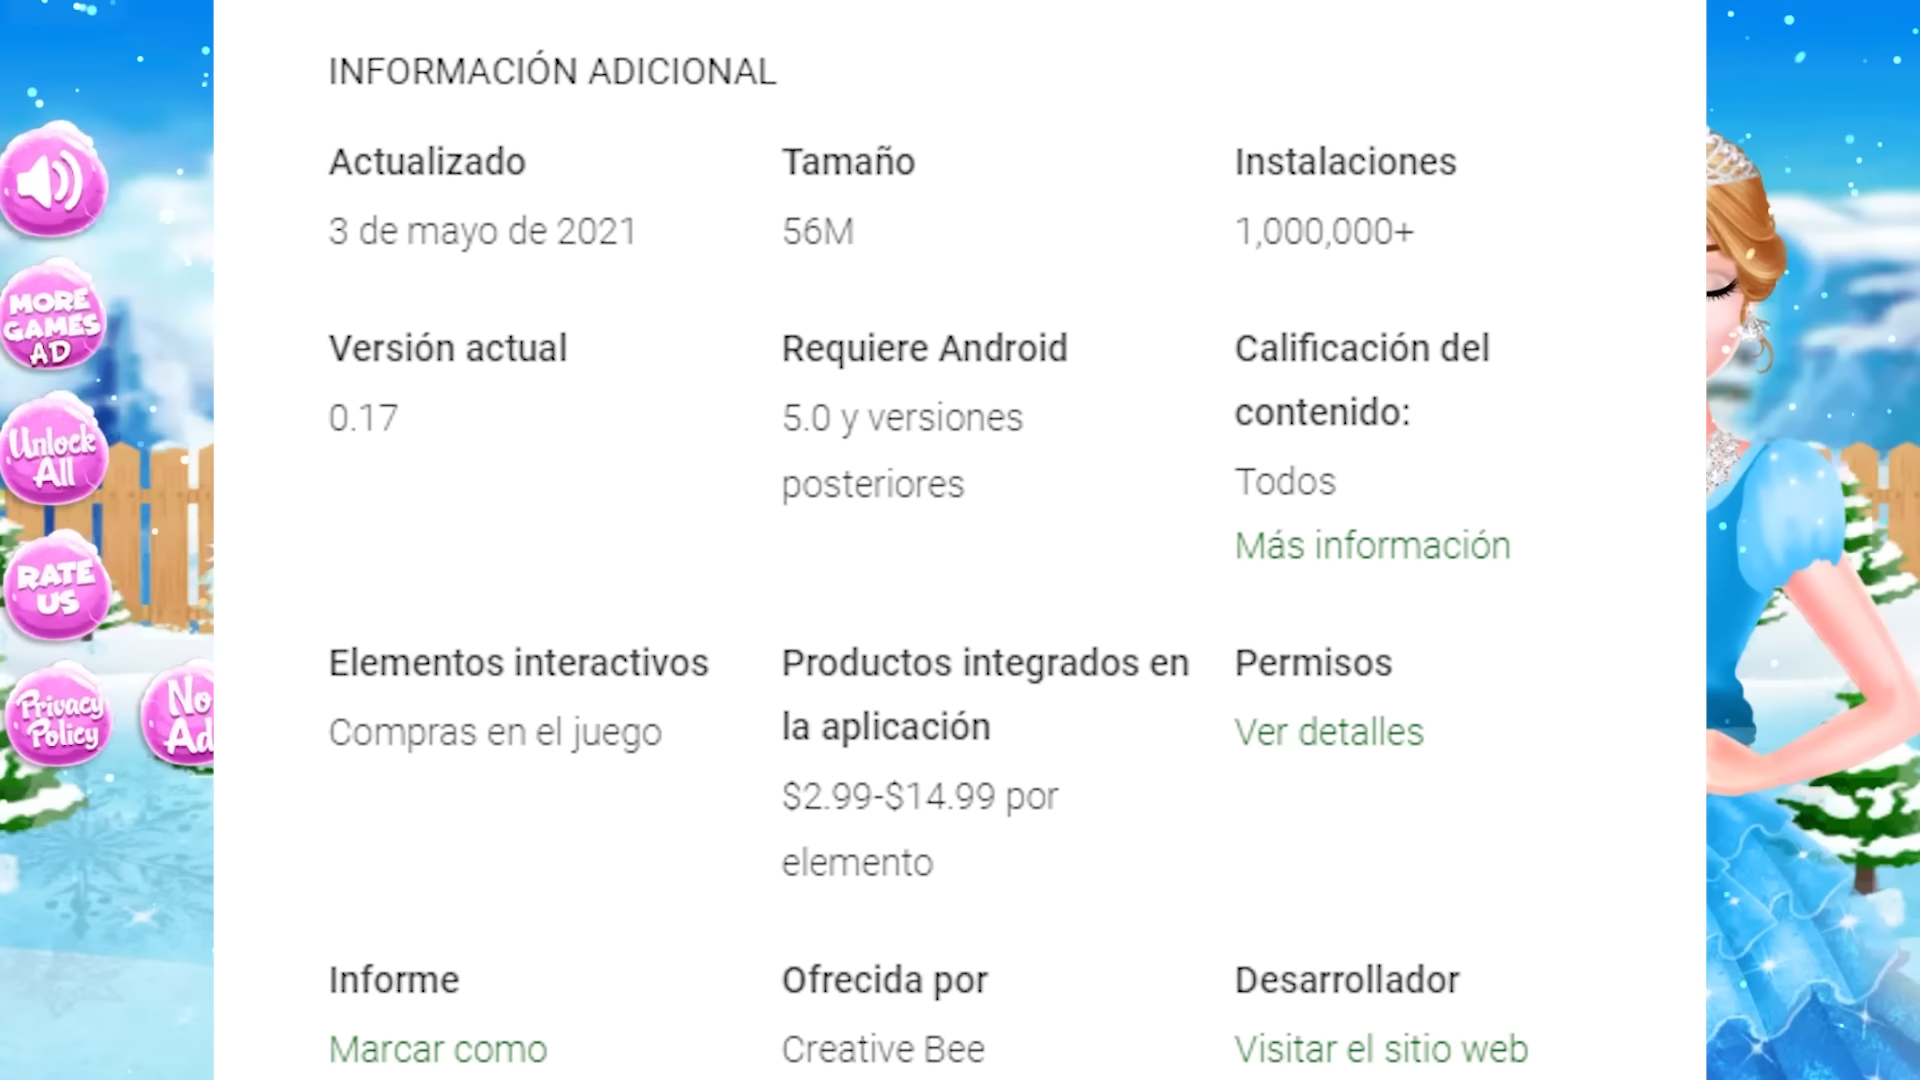 INFORMACIÓN ADICIONAL
Actualizado
3 de mayo de 2021
Tamaño
56M
Instalaciones
1,000,000+
Versión actual
0.17
Requiere Android
5.0 y versiones
posteriores
Calificación del
contenido:
Todos
Más información
Elementos interactivos
Compras en el juego
Productos integrados en
la aplicación
$2.99-$14.99 por
elemento
Permisos
Ver detalles
Informe
Marcar como
Ofrecida por
Creative Bee
Desarrollador
Visitar el sitio web
MORE
GAMES
AD
Unlock
All
RATE
US
Privacy
Policy
No
Ad